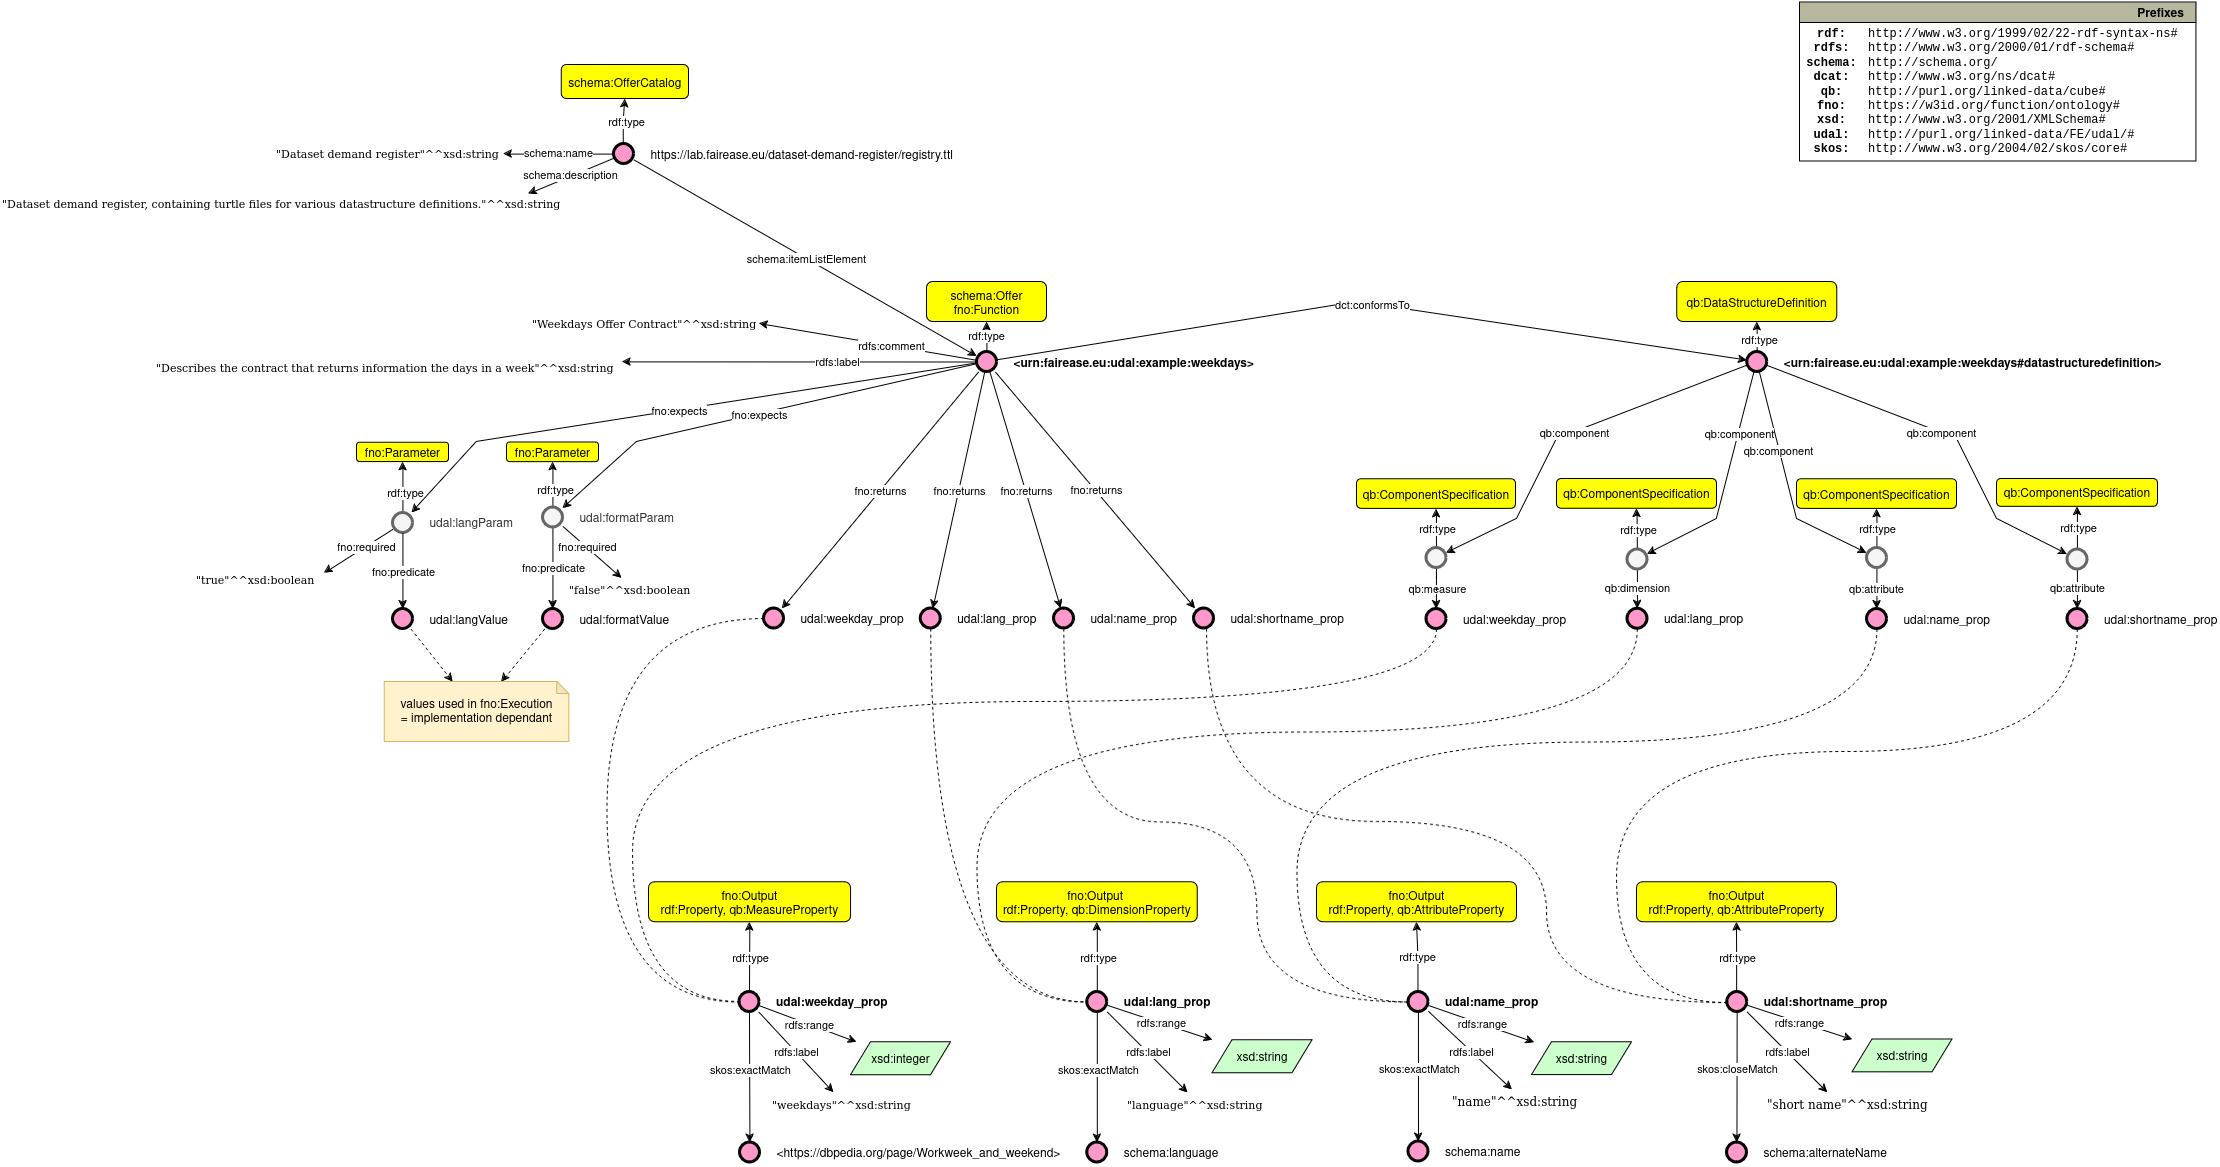 Prefixes
rdf: http://www.w3.org/1999/02/22-rdf-syntax-ns#
rdfs: http://www.w3.org/2000/01/rdf-schema#
schema: http://schema.org/
dcat: http://www.w3.org/ns/dcat#
qb: http://purl.org/linked-data/cube#
fno: https://w3id.org/function/ontology#
xsd: http://www.w3.org/2001/XMLSchema#
udal: http://purl.org/linked-data/FE/udal/#
skos: http://www.w3.org/2004/02/skos/core#
schema:OfferCatalog
rdf:type
"Dataset demand register"^^xsd:string
schema:name
https://lab.fairease.eu/dataset-demand-register/registry.ttl
schema:description
"Dataset demand register, containing turtle files for various datastructure definitions."^^xsd:string
schema:itemListElement
schema:Offer
fno:Function
rdf:type
dct:conformsTo
qb:DataStructureDefinition
rdf:type
"Weekdays Offer Contract"^^xsd:string
rdfs:comment
"Describes the contract that returns information the days in a week"^^xsd:string
rdfs:label
<urn:fairease.eu:udal:example:weekdays>
<urn:fairease.eu:udal:example:weekdays#datastructuredefinition>
fno:expects
fno:expects
qb:component
qb:component
qb:component
qb:component
fno:Parameter
fno:Parameter
rdf:type
rdf:type
fno:returns
fno:returns
fno:returns
fno:returns
qb:ComponentSpecification
qb:ComponentSpecification
qb:ComponentSpecification
qb:ComponentSpecification
rdf:type
rdf:type
rdf:type
rdf:type
udal:langParam
udal:formatParam
fno:required
fno:required
fno:predicate
fno:predicate
"true"^^xsd:boolean
"false"^^xsd:boolean
qb:measure
qb:dimension
qb:attribute
qb:attribute
udal:langValue
udal:formatValue
udal:weekday_prop
udal:lang_prop
udal:name_prop
udal:shortname_prop
udal:weekday_prop
udal:lang_prop
udal:name_prop
udal:shortname_prop
values used in fno:Execution
= implementation dependant
fno:Output
rdf:Property, qb:MeasureProperty
fno:Output
rdf:Property, qb:DimensionProperty
fno:Output
rdf:Property, qb:AttributeProperty
fno:Output
rdf:Property, qb:AttributeProperty
rdf:type
rdf:type
rdf:type
rdf:type
udal:weekday_prop
udal:lang_prop
udal:name_prop
udal:shortname_prop
rdfs:range
rdfs:range
rdfs:range
rdfs:range
rdfs:label
rdfs:label
rdfs:label
rdfs:label
xsd:integer
xsd:string
xsd:string
xsd:string
skos:exactMatch
skos:exactMatch
skos:exactMatch
skos:closeMatch
"weekdays"^^xsd:string
"language"^^xsd:string
"name"^^xsd:string
"short name"^^xsd:string
<https://dbpedia.org/page/Workweek_and_weekend>
schema:language
schema:name
schema:alternateName